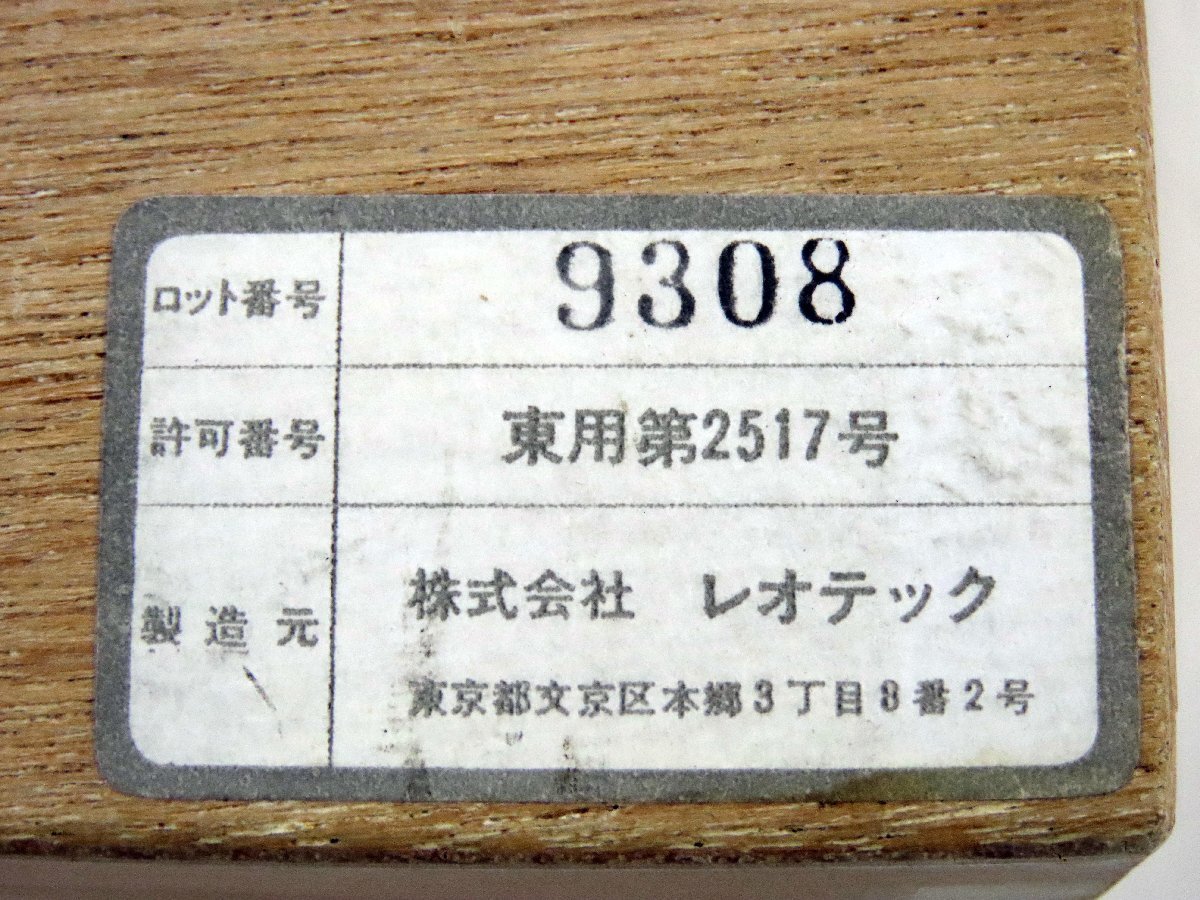 ロット番号 9308
許可番号 東用第2517号
製造元 株式会社 レオテック
東京都文京区本郷3丁目8番2号